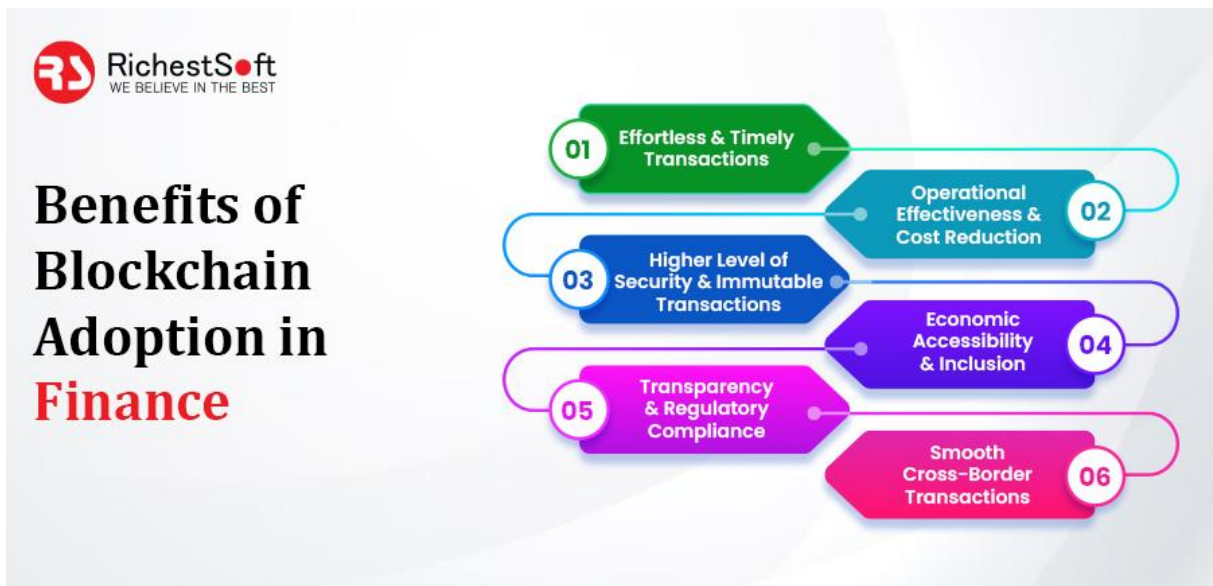 RichestSoft
WE BELIEVE IN THE BEST
Benefits of
Blockchain
Adoption in
Finance
01
Effortless & Timely
Transactions
Operational
Effectiveness &
Cost Reduction
02
03
Higher Level of
Security & Immutable
Transactions
Economic
Accessibility
& Inclusion
04
05
Transparency
& Regulatory
Compliance
Smooth
Cross-Border
Transactions
06